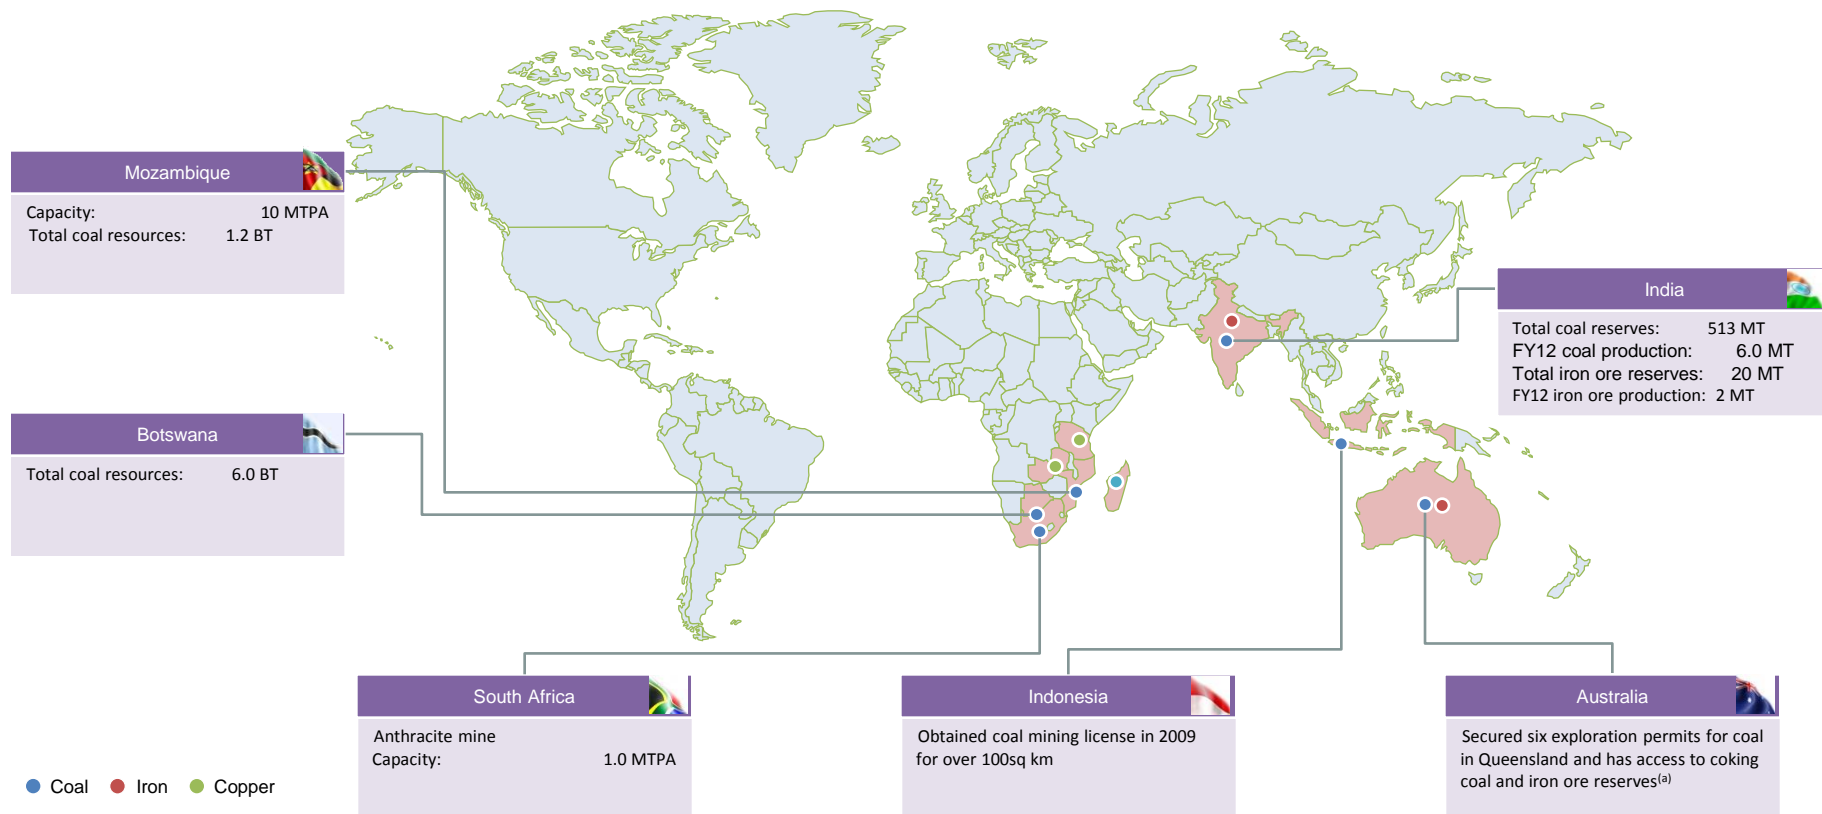 Mozambique
Capacity: 10 MTPA
Total coal resources: 1.2 BT
India
Total coal reserves: 513 MT
FY12 coal production: 6.0 MT
Total iron ore reserves: 20 MT
FY12 iron ore production: 2 MT
Botswana
Total coal resources: 6.0 BT
South Africa
Anthracite mine
Capacity: 1.0 MTPA
Indonesia
Obtained coal mining license in 2009
for over 100sq km
Australia
Secured six exploration permits for coal
in Queensland and has access to coking
coal and iron ore reserves(a)
Coal Iron Copper